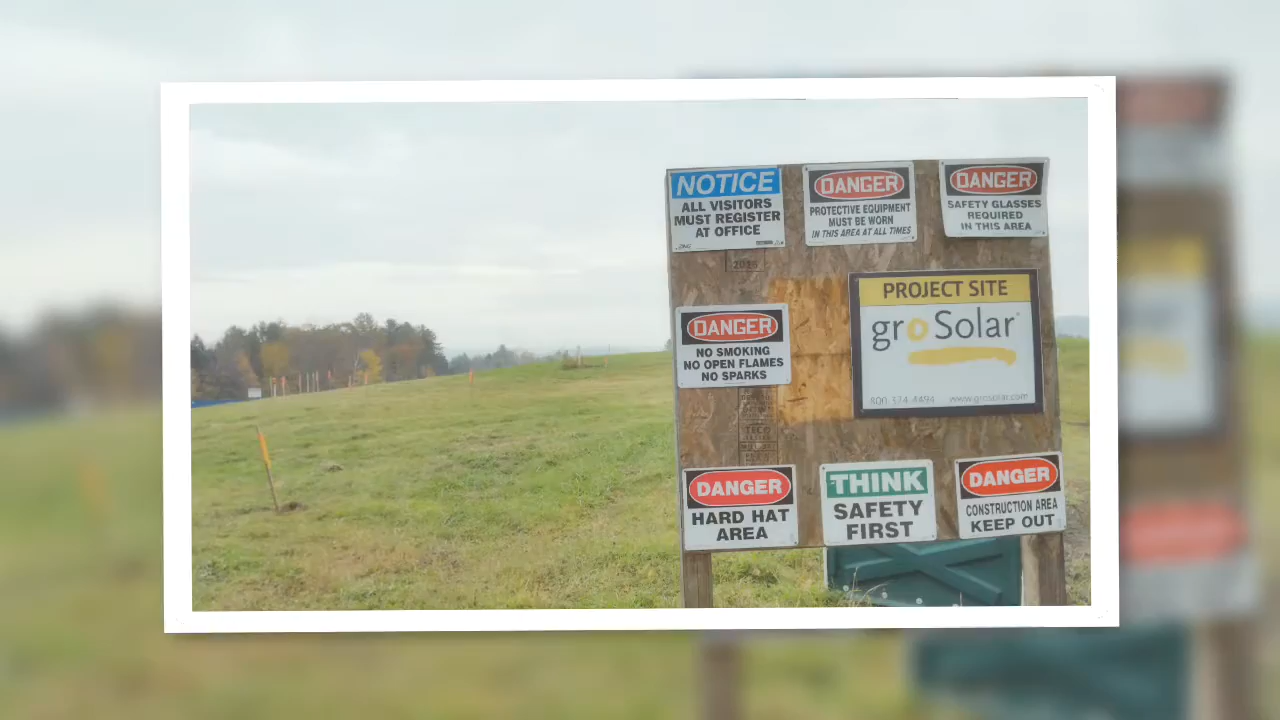 NOTICE
ALL VISITORS
MUST REGISTER
AT OFFICE
DANGER
PROTECTIVE EQUIPMENT
MUST BE WORN
IN THIS AREA AT ALL TIMES
DANGER
SAFETY GLASSES
REQUIRED
IN THIS AREA
DANGER
NO SMOKING
NO OPEN FLAMES
NO SPARKS
PROJECT SITE
groSolar
800.374.4494 www.grosolar.com
DANGER
HARD HAT
AREA
THINK
SAFETY
FIRST
DANGER
CONSTRUCTION AREA
KEEP OUT